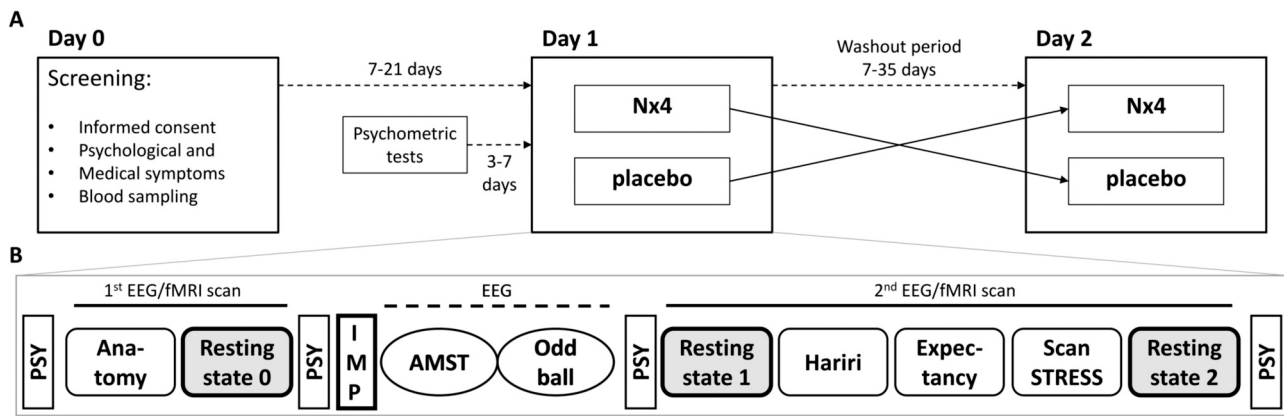 A
Day 0
Screening:
• Informed consent
• Psychological and
• Medical symptoms
• Blood sampling
7-21 days
Psychometric
tests
3-7
days
Day 1
Nx4
placebo
Washout period
7-35 days
Day 2
Nx4
placebo
B
1st EEG/fMRI scan
EEG
2nd EEG/fMRI scan
PSY
Ana-
tomy
Resting
state 0
PSY
I
M
P
AMST
Odd
ball
PSY
Resting
state 1
Hariri
Expec-
tancy
Scan
STRESS
Resting
state 2
PSY